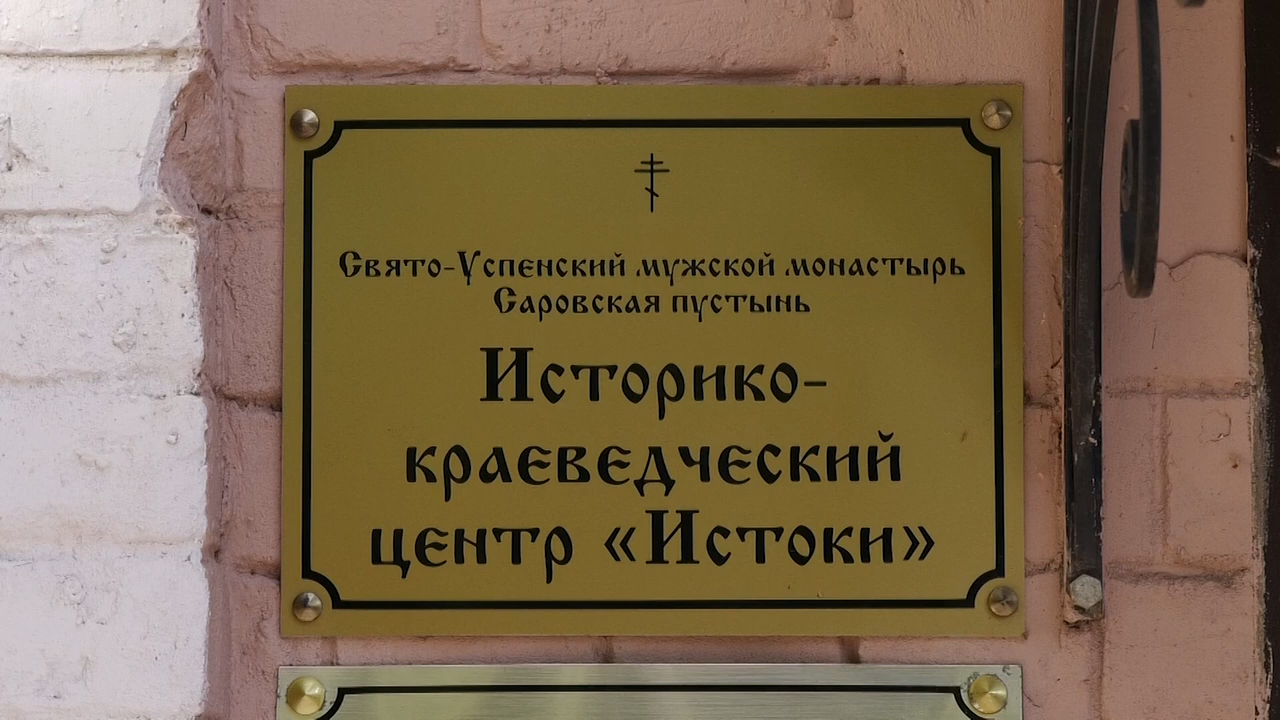 Свято-Успенский мужской монастырь
Саровская пустынь
Историко-
краеведческий
центр «Истоки»